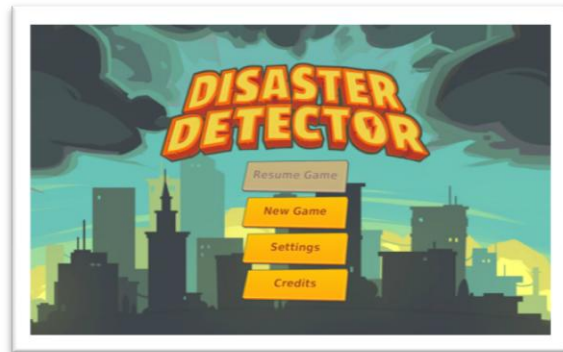 DISASTER
DETECTOR
Resume Game
New Game
Settings
Credits